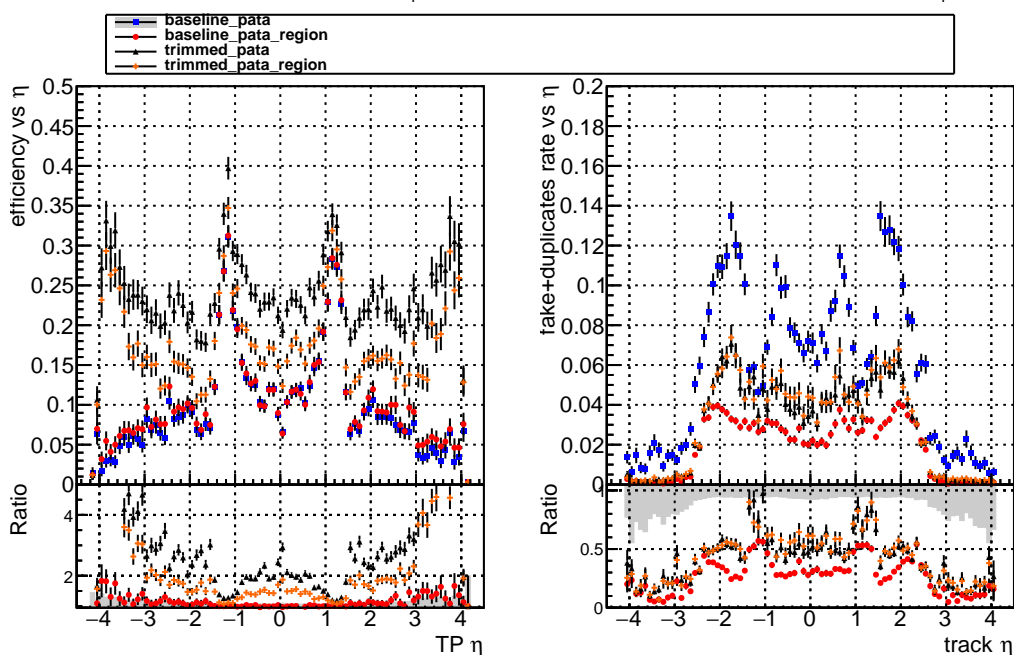 baseline_pata
baseline_pata_region
trimmed_pata
trimmed_pata_region
efficiency vs η
0.5
0.45
0.4
0.35
0.3
0.25
0.2
0.15
0.1
0.05
0
Ratio
4
2
−4 −3 −2 −1 0 1 2 3 4
TP η
fake+duplicates rate vs η
0.2
0.18
0.16
0.14
0.12
0.1
0.08
0.06
0.04
0.02
0
Ratio
0.5
0
−4 −3 −2 −1 0 1 2 3 4
track η